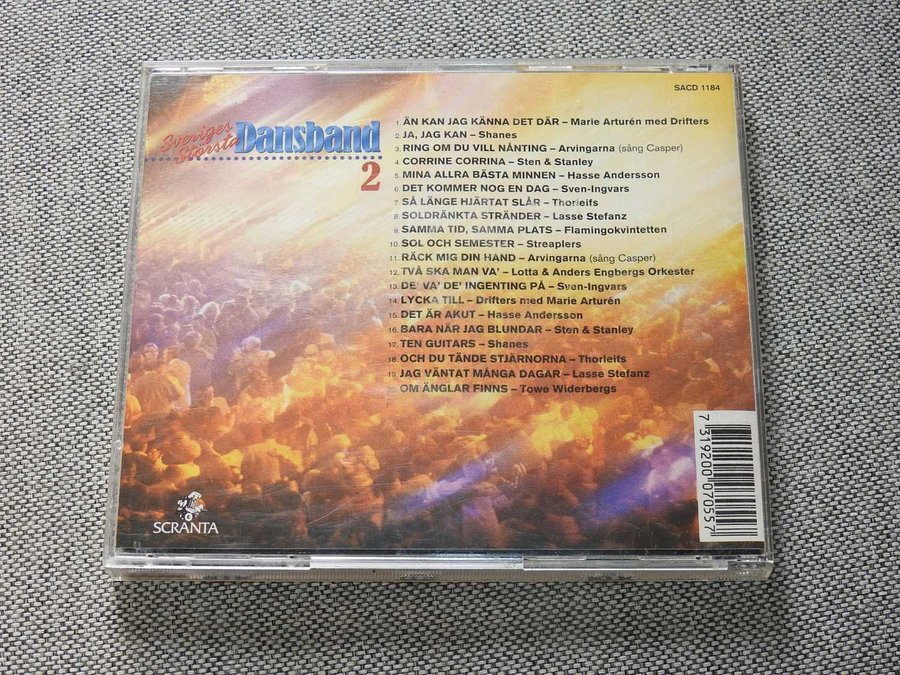 SACD 1184
Sveriges
Största Dansband
2
1. ÄN KAN JAG KÄNNA DET DÄR – Marie Arturén med Drifters
2. JA, JAG KAN – Shanes
3. RING OM DU VILL NÅNTING – Arvingarna (sång Casper)
4. CORRINE CORRINA – Sten & Stanley
5. MINA ALLRA BÄSTA MINNEN – Hasse Andersson
6. DET KOMMER NOG EN DAG – Sven-Ingvars
7. SÅ LÄNGE HJÄRTAT SLÅR – Thorleifs
8. SOLDRÄNKTA STRÄNDER – Lasse Stefanz
9. SAMMA TID, SAMMA PLATS – Flamingokvintetten
10. SOL OCH SEMESTER – Streaplers
11. RÄCK MIG DIN HAND – Arvingarna (sång Casper)
12. TVÅ SKA MAN VA' – Lotta & Anders Engbergs Orkester
13. DE' VA' DE' INGENTING PÅ – Sven-Ingvars
14. LYCKA TILL – Drifters med Marie Arturén
15. DET ÄR AKUT – Hasse Andersson
16. BARA NÄR JAG BLUNDAR – Sten & Stanley
17. TEN GUITARS – Shanes
18. OCH DU TÄNDE STJÄRNORNA – Thorleifs
19. JAG VÄNTAT MÅNGA DAGAR – Lasse Stefanz
20. OM ÄNGLAR FINNS – Towe Widerbergs
7 319200 070557
SCRANTA